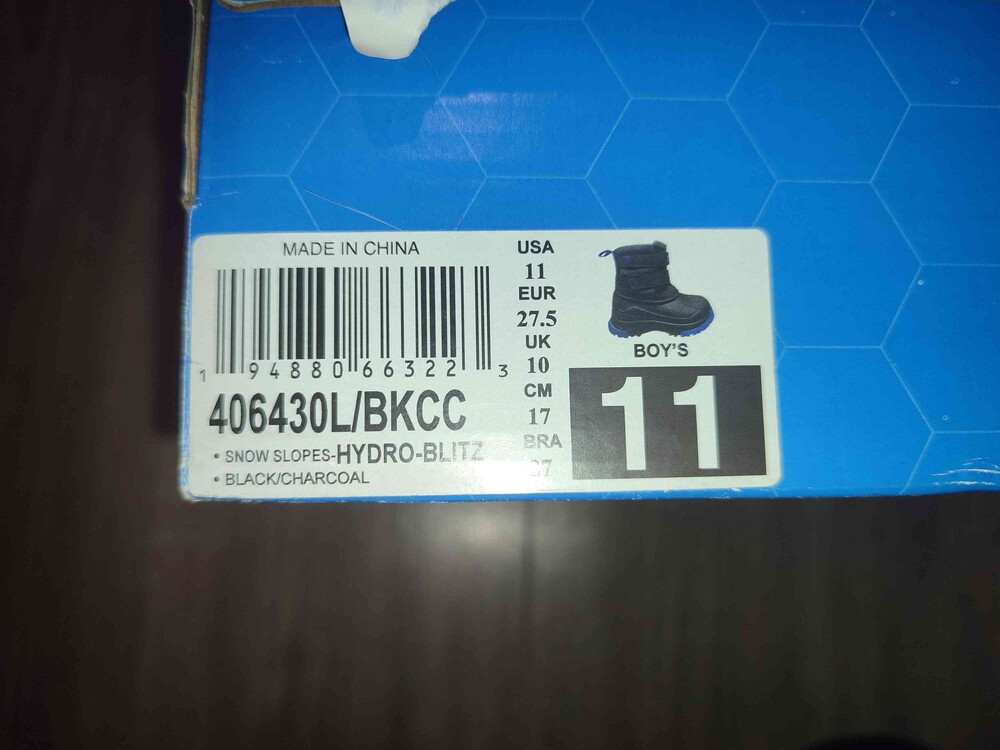 MADE IN CHINA
1 94880 66322 3
406430L/BKCC
• SNOW SLOPES-HYDRO-BLITZ
• BLACK/CHARCOAL
USA
11
EUR
27.5
UK
10
CM
17
BRA
27
BOY'S
11